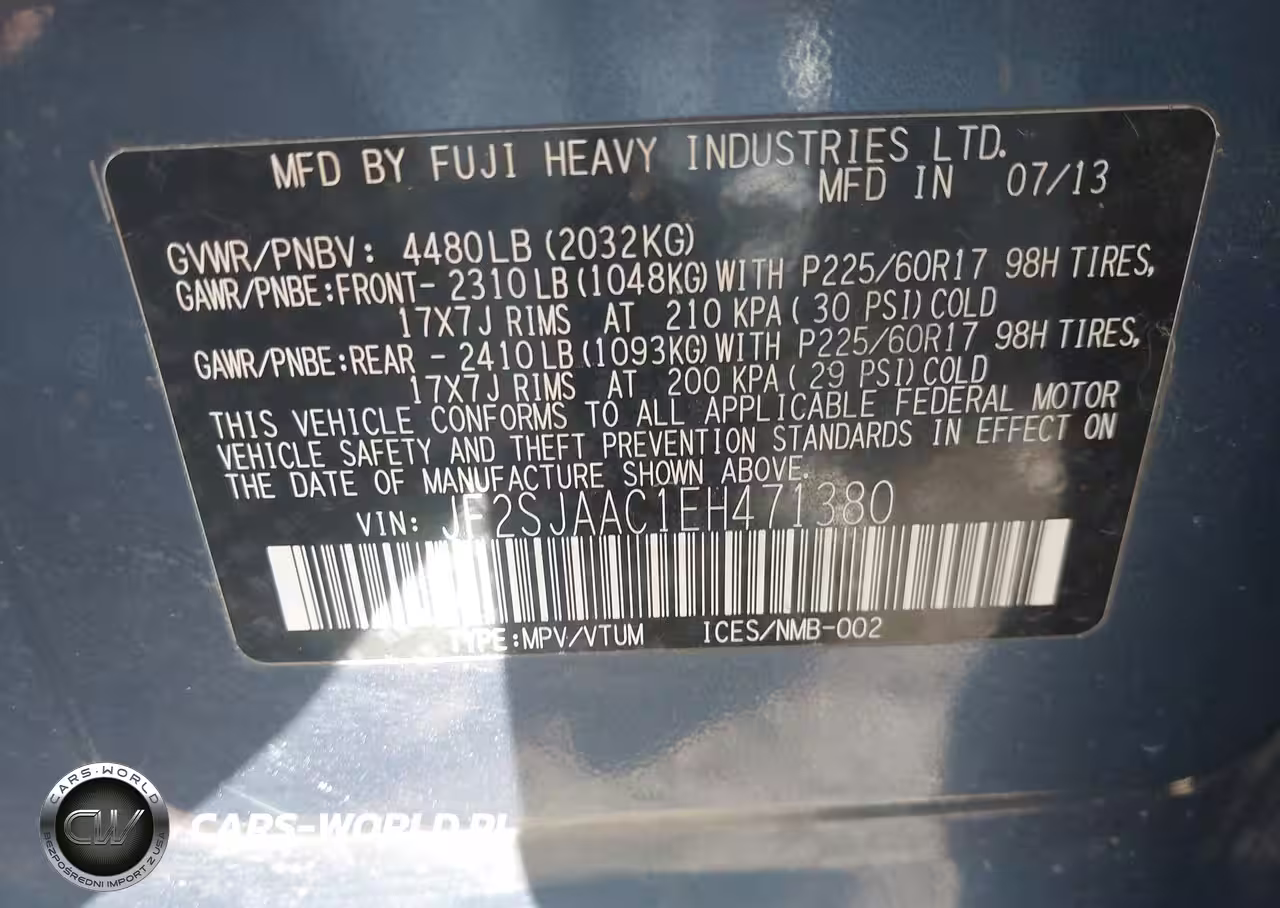 MFD BY FUJI HEAVY INDUSTRIES LTD.
MFD IN 07/13
GVWR/PNBV: 4480LB (2032KG)
GAWR/PNBE:FRONT- 2310LB (1048KG) WITH P225/60R17 98H TIRES,
17X7J RIMS AT 210 KPA ( 30 PSI) COLD
GAWR/PNBE:REAR - 2410LB (1093KG) WITH P225/60R17 98H TIRES,
17X7J RIMS AT 200 KPA ( 29 PSI) COLD
THIS VEHICLE CONFORMS TO ALL APPLICABLE FEDERAL MOTOR
VEHICLE SAFETY AND THEFT PREVENTION STANDARDS IN EFFECT ON
THE DATE OF MANUFACTURE SHOWN ABOVE.
VIN: JF2SJAAC1EH471380
TYPE:MPV/VTUM ICES/NMB-002
CARS-WORLD
CW
BEZPOŚREDNI IMPORT Z USA
CARS-WORLD.PL